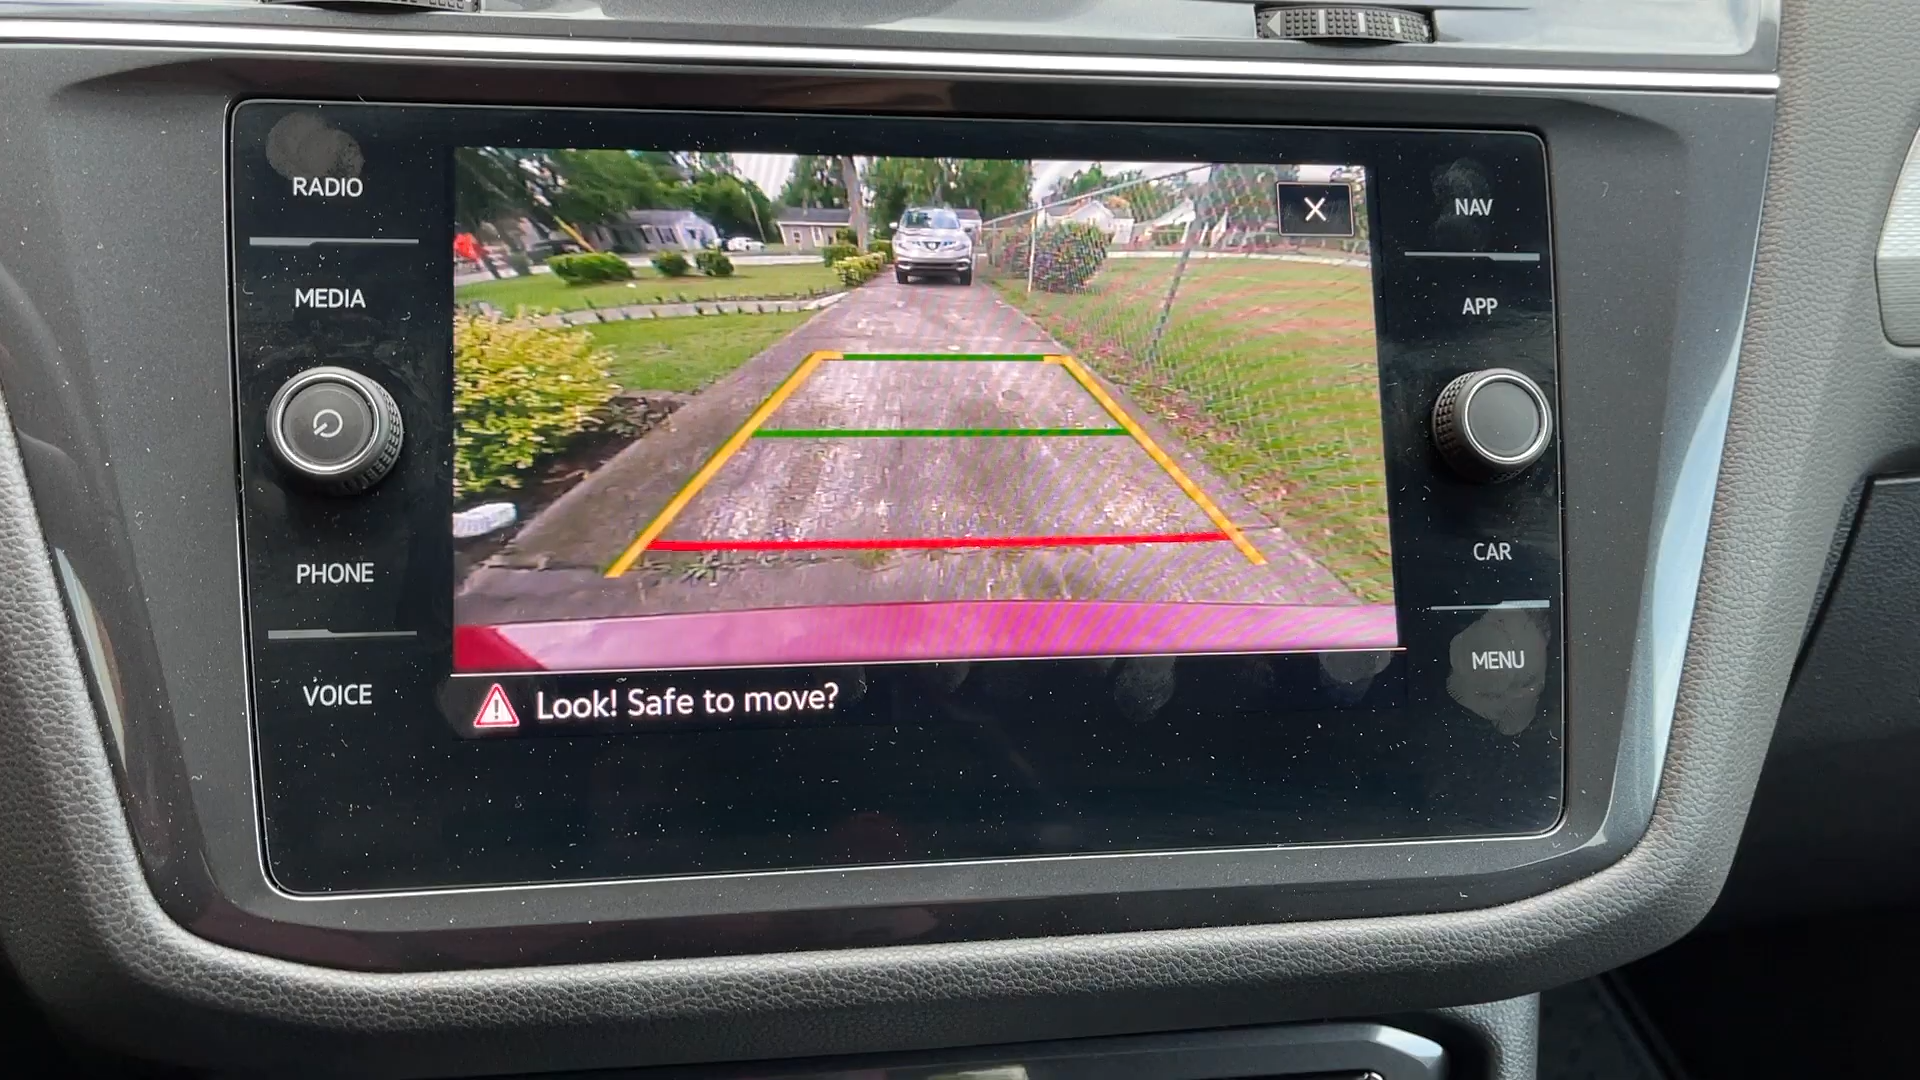 RADIO
MEDIA
PHONE
VOICE
X
Look! Safe to move?
NAV
APP
CAR
MENU